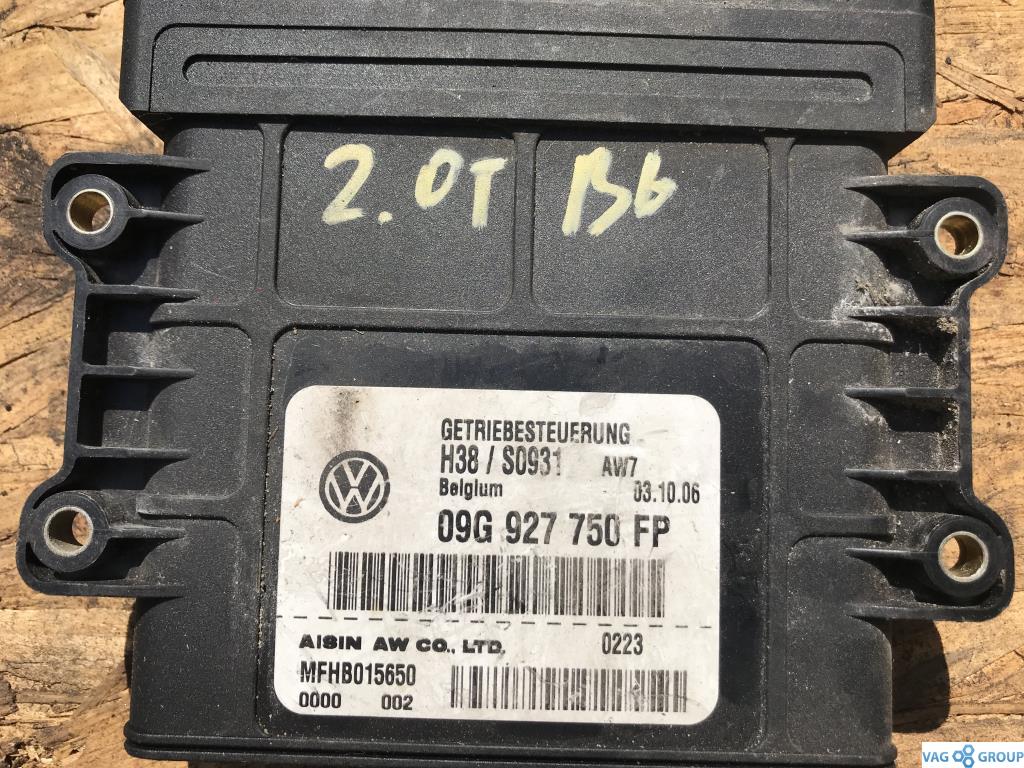 2.0T B6
GETRIEBESTEUERUNG
H38 / S0931 AW7
Belgium 03.10.06
09G 927 750 FP
AISIN AW CO., LTD. 0223
MFHB015650
0000 002
VAG GROUP